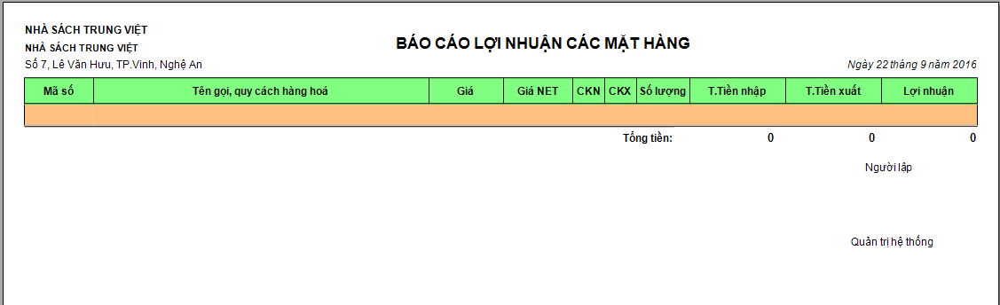 NHÀ SÁCH TRUNG VIỆT
NHÀ SÁCH TRUNG VIỆT
BÁO CÁO LỢI NHUẬN CÁC MẶT HÀNG
Số 7, Lê Văn Hưu, TP.Vinh, Nghệ An
Ngày 22 tháng 9 năm 2016
Mã số Tên gọi, quy cách hàng hoá Giá Giá NET CKN CKX Số lượng T.Tiền nhập T.Tiền xuất Lợi nhuận
Tổng tiền: 0 0 0
Người lập
Quản trị hệ thống